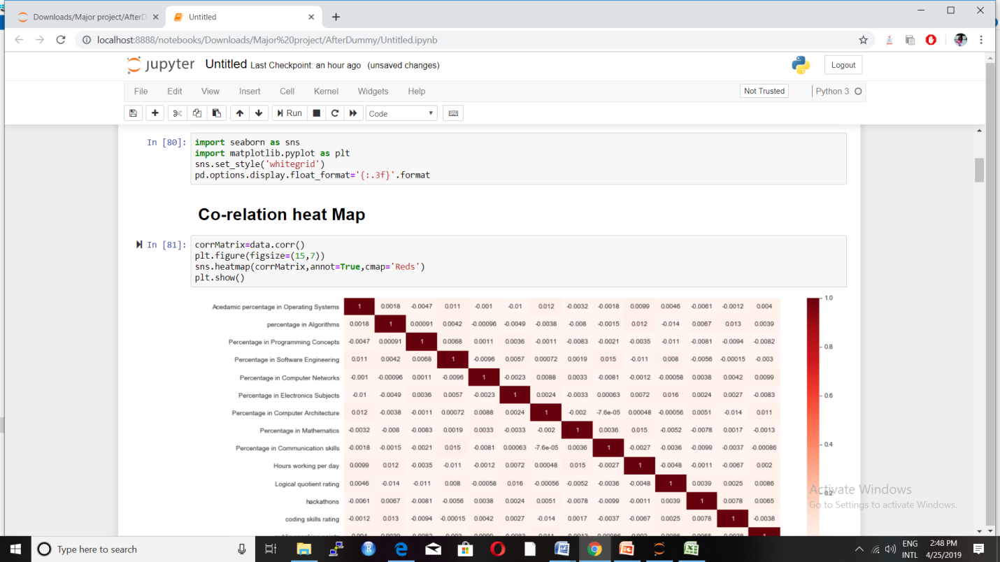 Downloads/Major project/AfterD
Untitled
localhost:8888/notebooks/Downloads/Major%20project/AfterDummy/Untitled.ipynb
jupyter Untitled Last Checkpoint: an hour ago (unsaved changes)
Logout
File Edit View Insert Cell Kernel Widgets Help
Not Trusted
Python 3
Run
Code
In [80]:
import seaborn as sns
import matplotlib.pyplot as plt
sns.set_style('whitegrid')
pd.options.display.float_format='{:.3f}'.format
Co-relation heat Map
In [81]:
corrMatrix=data.corr()
plt.figure(figsize=(15,7))
sns.heatmap(corrMatrix,annot=True,cmap='Reds')
plt.show()
Acedamic percentage in Operating Systems 1 0.0018 -0.0047 0.011 -0.001 -0.01 0.012 -0.0032 -0.0018 0.0099 0.0046 -0.0061 -0.0012 0.004
percentage in Algorithms 0.0018 1 0.00091 0.0042 -0.00096 -0.0049 -0.0038 -0.008 -0.0015 0.012 -0.014 0.0067 0.013 0.0039
Percentage in Programming Concepts -0.0047 0.00091 1 0.0068 0.0011 0.0036 -0.0011 -0.0083 -0.0021 -0.0035 -0.011 -0.0081 -0.0094 -0.0082
Percentage in Software Engineering 0.011 0.0042 0.0068 1 -0.0096 0.0057 0.00072 0.0019 0.015 -0.011 0.008 -0.0056 -0.00015 -0.003
Percentage in Computer Networks -0.001 -0.00096 0.0011 -0.0096 1 -0.0023 0.0088 0.0033 -0.0081 -0.0012 -0.00058 0.0038 0.0042 0.0099
Percentage in Electronics Subjects -0.01 -0.0049 0.0036 0.0057 -0.0023 1 0.0024 -0.0033 0.00063 0.0072 0.016 0.0024 0.0027 -0.0083
Percentage in Computer Architecture 0.012 -0.0038 -0.0011 0.00072 0.0088 0.0024 1 -0.002 -7.6e-05 0.00048 -0.00056 0.0051 -0.014 0.011
Percentage in Mathematics -0.0032 -0.008 -0.0083 0.0019 0.0033 -0.0033 -0.002 1 0.0036 0.015 -0.0052 -0.0078 0.0017 -0.0013
Percentage in Communication skills -0.0018 -0.0015 -0.0021 0.015 -0.0081 0.00063 -7.6e-05 0.0036 1 -0.0027 -0.0036 -0.0099 -0.0037 -0.00086
Hours working per day 0.0099 0.012 -0.0035 -0.011 -0.0012 0.0072 0.00048 0.015 -0.0027 1 -0.0048 -0.0011 -0.0067 0.002
Logical quotient rating 0.0046 -0.014 -0.011 0.008 -0.00058 0.016 -0.00056 -0.0052 -0.0036 -0.0048 1 0.0039 0.0025 0.0086
hackathons -0.0061 0.0067 -0.0081 -0.0056 0.0038 0.0024 0.0051 -0.0078 -0.0099 -0.0011 0.0039 1 0.0078 0.0065
coding skills rating -0.0012 0.013 -0.0094 -0.00015 0.0042 0.0027 -0.014 0.0017 -0.0037 -0.0067 0.0025 0.0078 1 -0.0038
1.0
0.8
0.6
0.4
0.2
Activate Windows
Go to Settings to activate Windows.
Type here to search
ENG
INTL
2:48 PM
4/25/2019